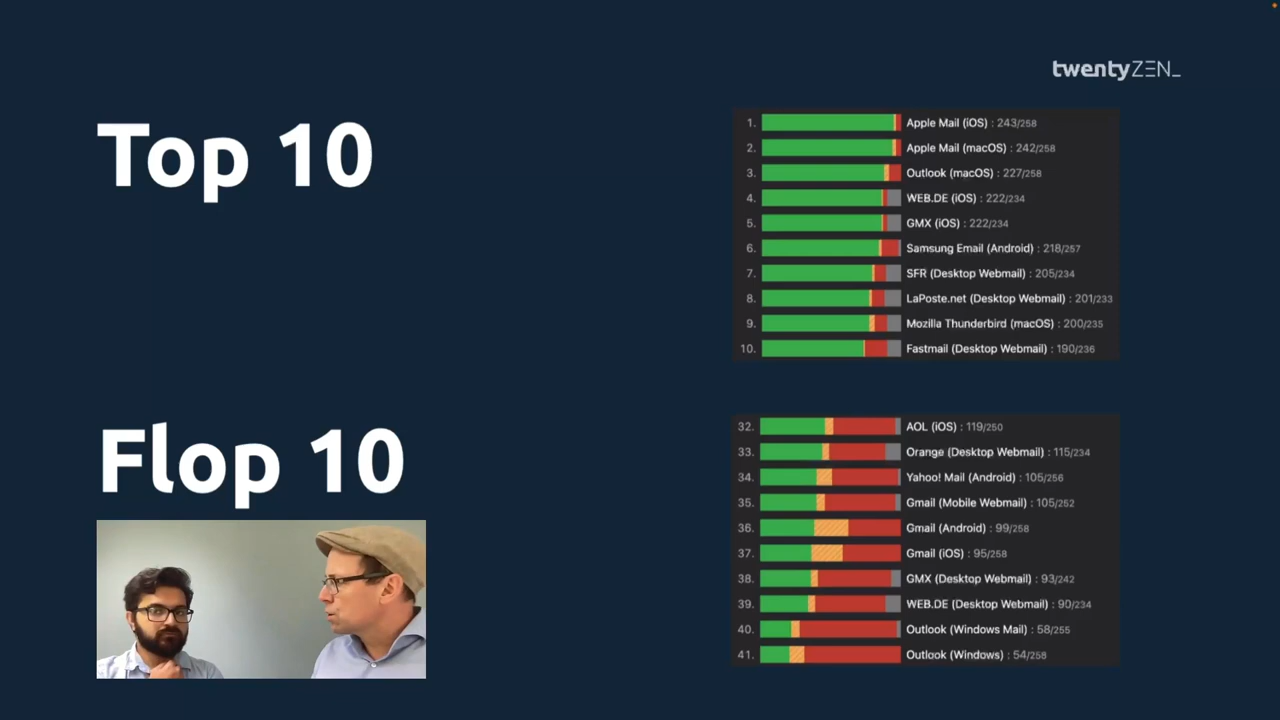 twentyZEN_
Top 10
1. Apple Mail (iOS) : 243/258
2. Apple Mail (macOS) : 242/258
3. Outlook (macOS) : 227/258
4. WEB.DE (iOS) : 222/234
5. GMX (iOS) : 222/234
6. Samsung Email (Android) : 218/257
7. SFR (Desktop Webmail) : 205/234
8. LaPoste.net (Desktop Webmail) : 201/233
9. Mozilla Thunderbird (macOS) : 200/235
10. Fastmail (Desktop Webmail) : 190/236
Flop 10
32. AOL (iOS) : 119/250
33. Orange (Desktop Webmail) : 115/234
34. Yahoo! Mail (Android) : 105/256
35. Gmail (Mobile Webmail) : 105/252
36. Gmail (Android) : 99/258
37. Gmail (iOS) : 95/258
38. GMX (Desktop Webmail) : 93/242
39. WEB.DE (Desktop Webmail) : 90/234
40. Outlook (Windows Mail) : 58/255
41. Outlook (Windows) : 54/258